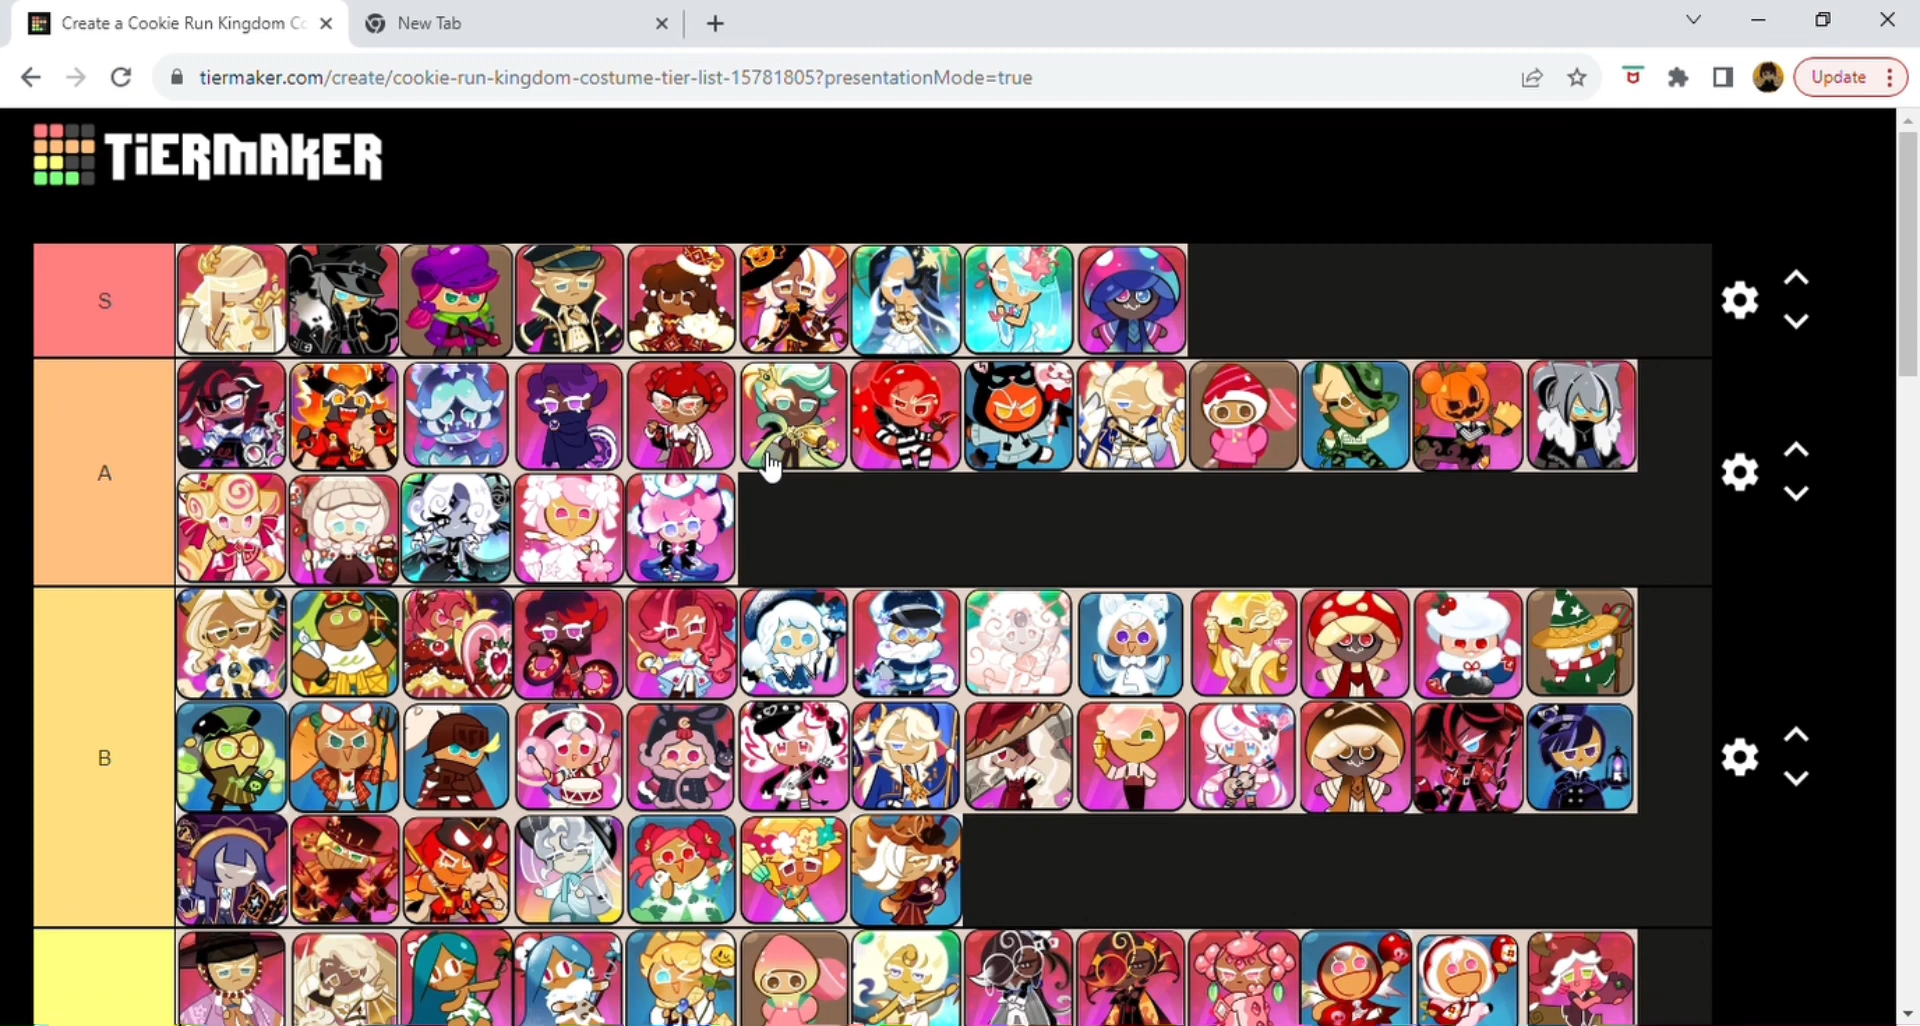 Create a Cookie Run Kingdom Co
New Tab
tiermaker.com/create/cookie-run-kingdom-costume-tier-list-15781805?presentationMode=true
Update
TiERMAKER
S
A
B